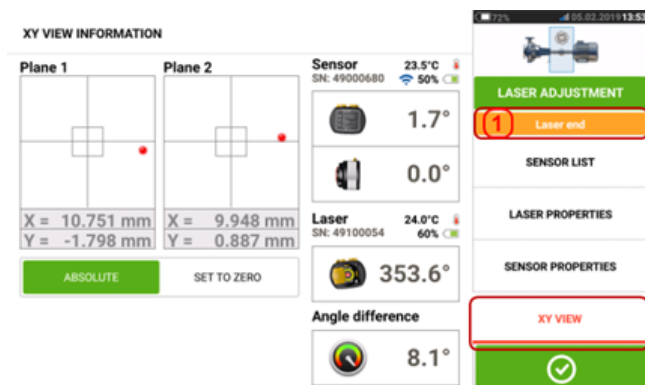 XY VIEW INFORMATION
Plane 1
Plane 2
X = 10.751 mm
Y = -1.798 mm
X = 9.948 mm
Y = 0.887 mm
ABSOLUTE
SET TO ZERO
Sensor
23.5°C
SN: 49000680
50%
1.7°
0.0°
Laser
24.0°C
SN: 49100054
60%
353.6°
Angle difference
8.1°
72%
05.02.2019 13:53
LASER ADJUSTMENT
1
Laser end
SENSOR LIST
LASER PROPERTIES
SENSOR PROPERTIES
XY VIEW